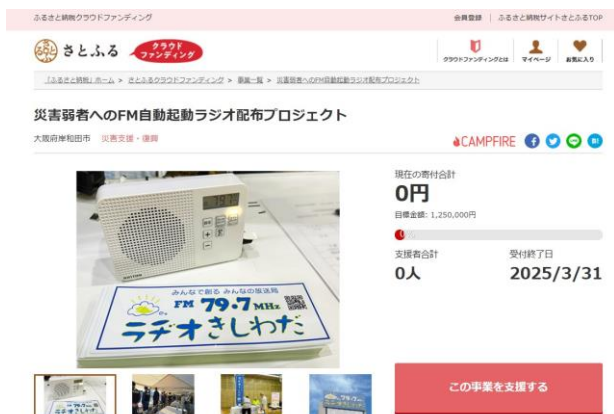 ふるさと納税クラウドファンディング
会員登録 | ふるさと納税サイトさとふるTOP
さとふる クラウドファンディング
クラウドファンディングとは マイページ お気に入り
「ふるさと納税」ホーム > さとふるクラウドファンディング > 事業一覧 > 災害弱者へのFM自動起動ラジオ配布プロジェクト
災害弱者へのFM自動起動ラジオ配布プロジェクト
大阪府岸和田市 災害支援・復興
CAMPFIRE
現在の寄付合計
0円
目標金額: 1,250,000円
0%
支援者合計 受付終了日
0人 2025/3/31
みんなで創る みんなの放送局
FM 79.7 MHz
ラヂオきしわだ
この事業を支援する